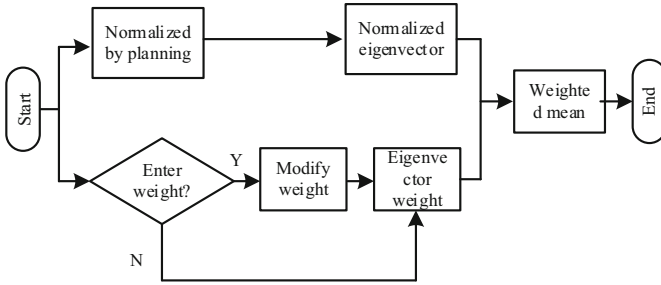 Start
Normalized
by planning
Normalized
eigenvector
Enter
weight?
Y
Modify
weight
Eigenve
ctor
weight
N
Weighte
d mean
End